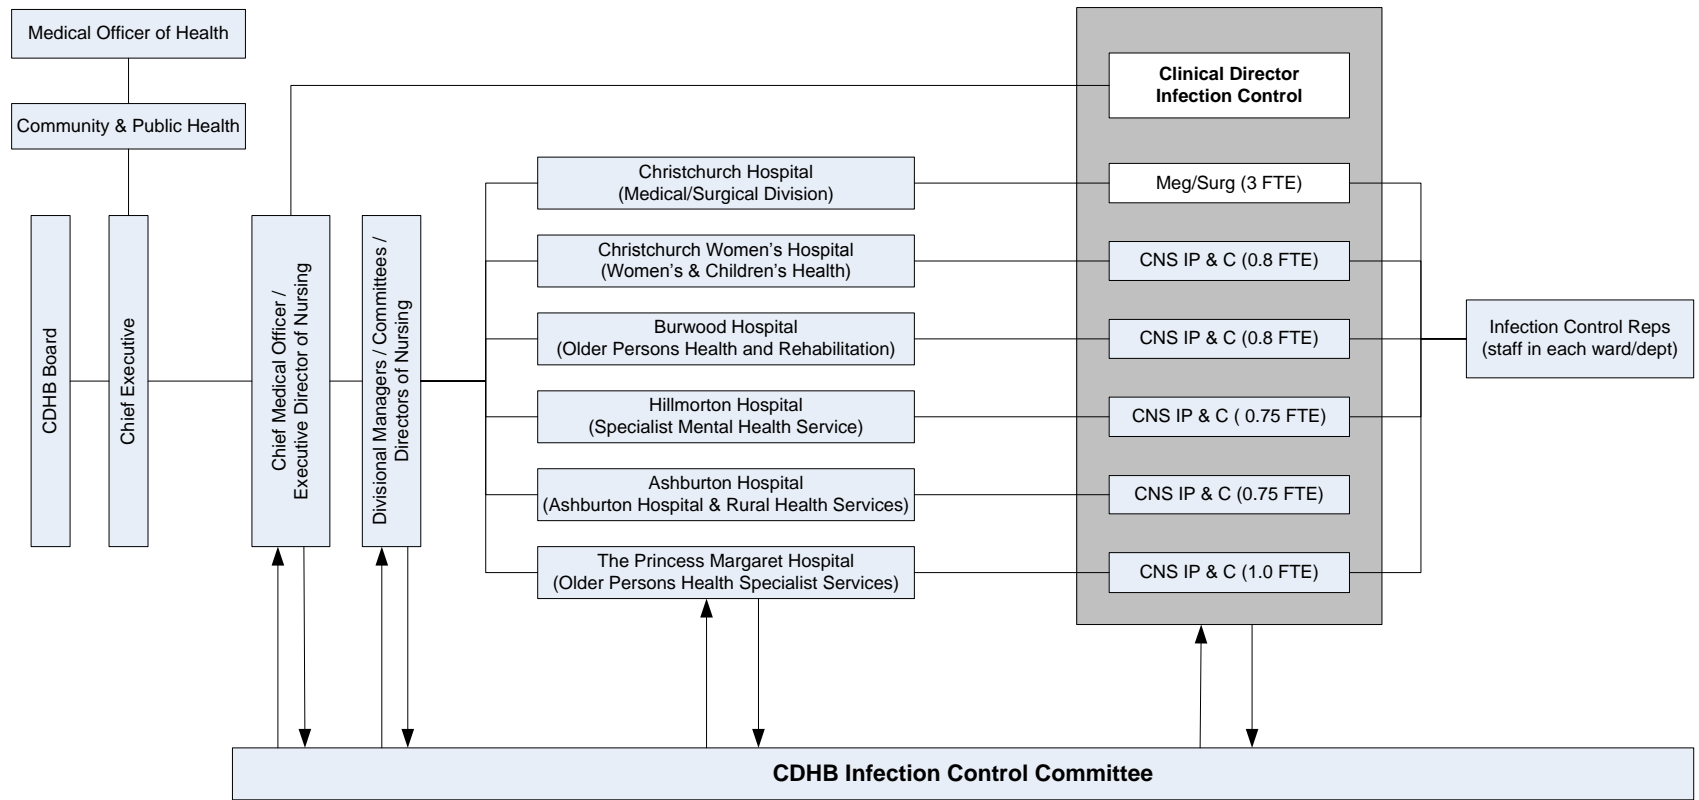 Medical Officer of Health
Community & Public Health
CDHB Board
Chief Executive
Chief Medical Officer /
Executive Director of Nursing
Divisional Managers / Committees /
Directors of Nursing
Christchurch Hospital
(Medical/Surgical Division)
Christchurch Women's Hospital
(Women's & Children's Health)
Burwood Hospital
(Older Persons Health and Rehabilitation)
Hillmorton Hospital
(Specialist Mental Health Service)
Ashburton Hospital
(Ashburton Hospital & Rural Health Services)
The Princess Margaret Hospital
(Older Persons Health Specialist Services)
Clinical Director
Infection Control
Meg/Surg (3 FTE)
CNS IP & C (0.8 FTE)
CNS IP & C (0.8 FTE)
CNS IP & C ( 0.75 FTE)
CNS IP & C (0.75 FTE)
CNS IP & C (1.0 FTE)
Infection Control Reps
(staff in each ward/dept)
CDHB Infection Control Committee